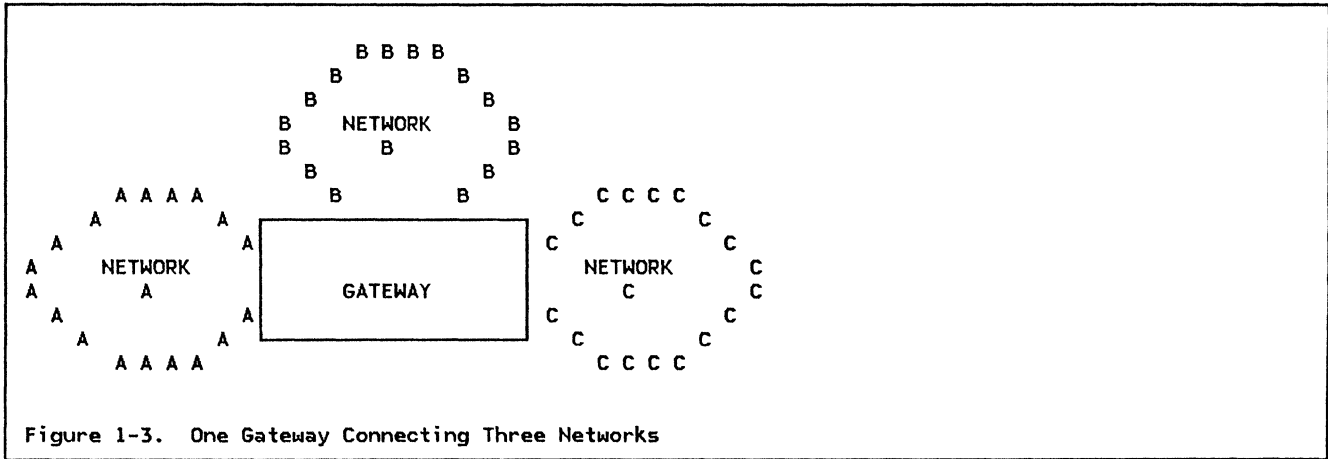 B B B B
B B
B B
B NETWORK B
B B B
B B
A A A A B B C C C C
A A C C
A A C C
A NETWORK NETWORK C
A A GATEWAY C C
A A C C
A A C C
A A A A C C C C
Figure 1-3. One Gateway Connecting Three Networks